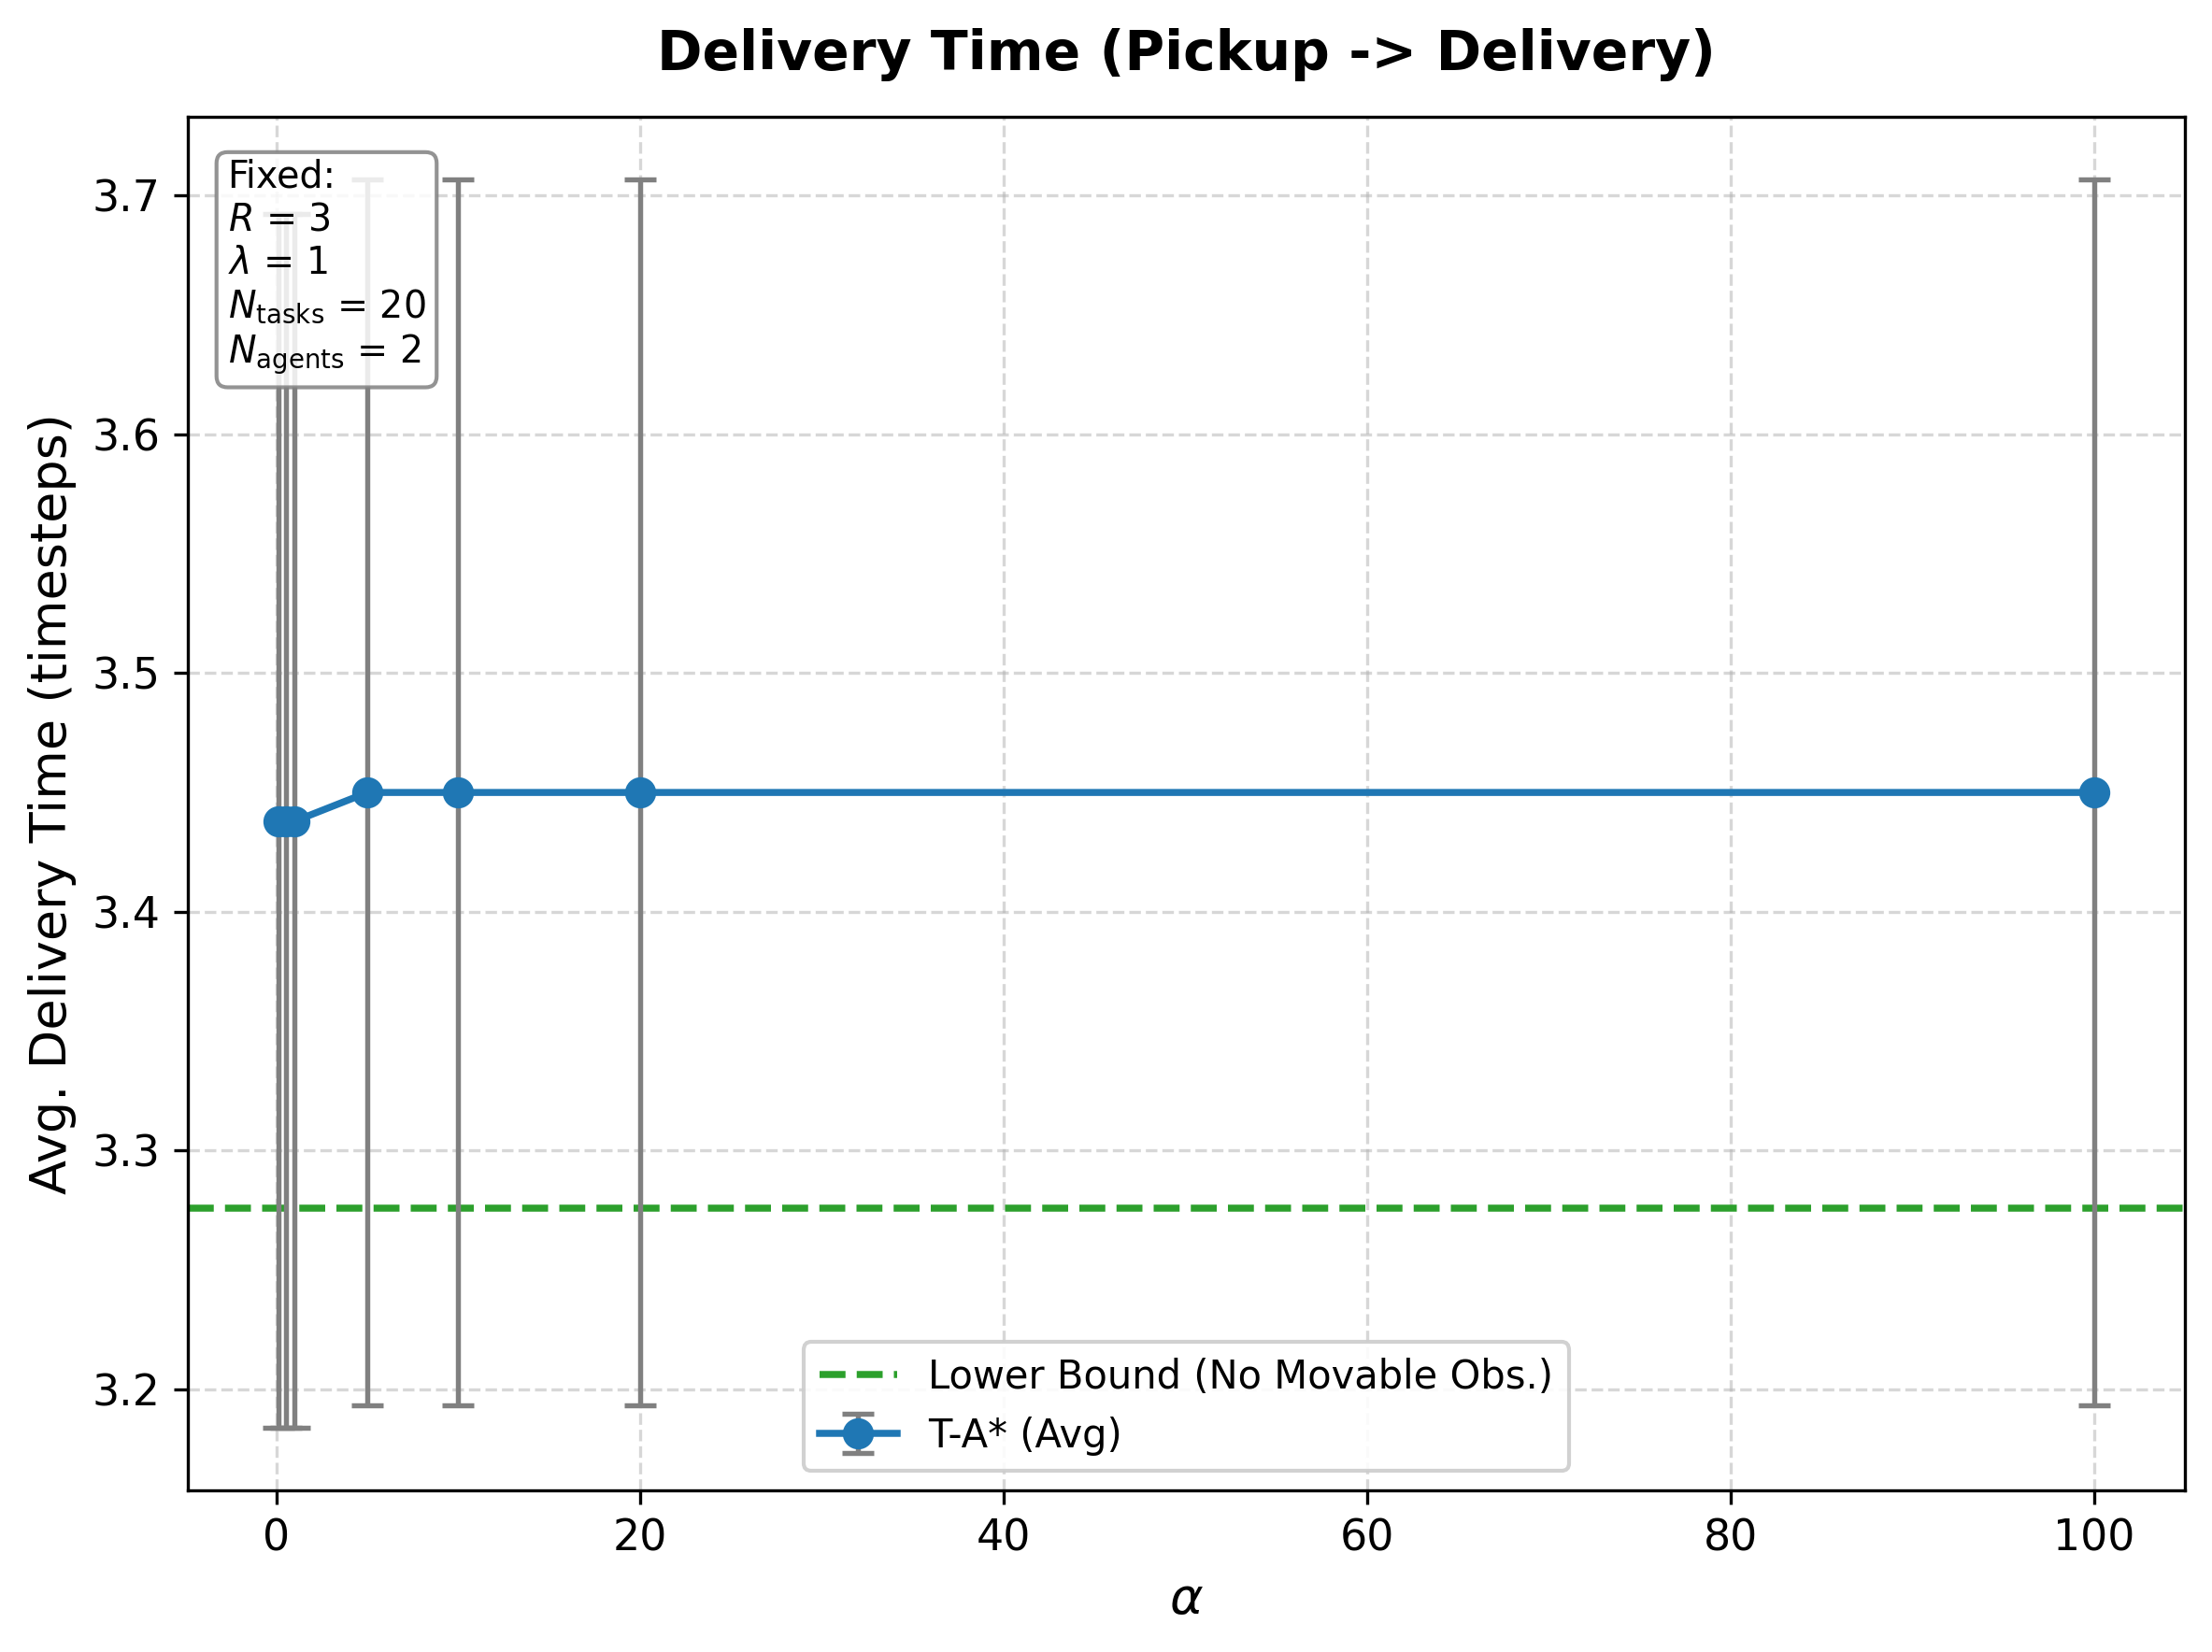 Delivery Time (Pickup -> Delivery)
Fixed:
R = 3
λ = 1
N_tasks = 20
N_agents = 2
Avg. Delivery Time (timesteps)
3.7
3.6
3.5
3.4
3.3
3.2
Lower Bound (No Movable Obs.)
T-A* (Avg)
0 20 40 60 80 100
α